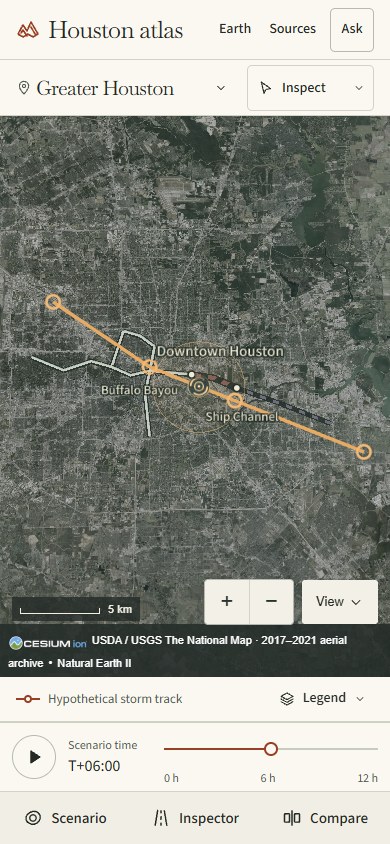 Houston atlas
Earth
Sources
Ask
Greater Houston
Inspect
Downtown Houston
Buffalo Bayou
Ship Channel
+
−
View
5 km
CESIUM ion USDA / USGS The National Map · 2017–2021 aerial
archive • Natural Earth II
Hypothetical storm track
Legend
Scenario time
T+06:00
0 h
6 h
12 h
Scenario
Inspector
Compare